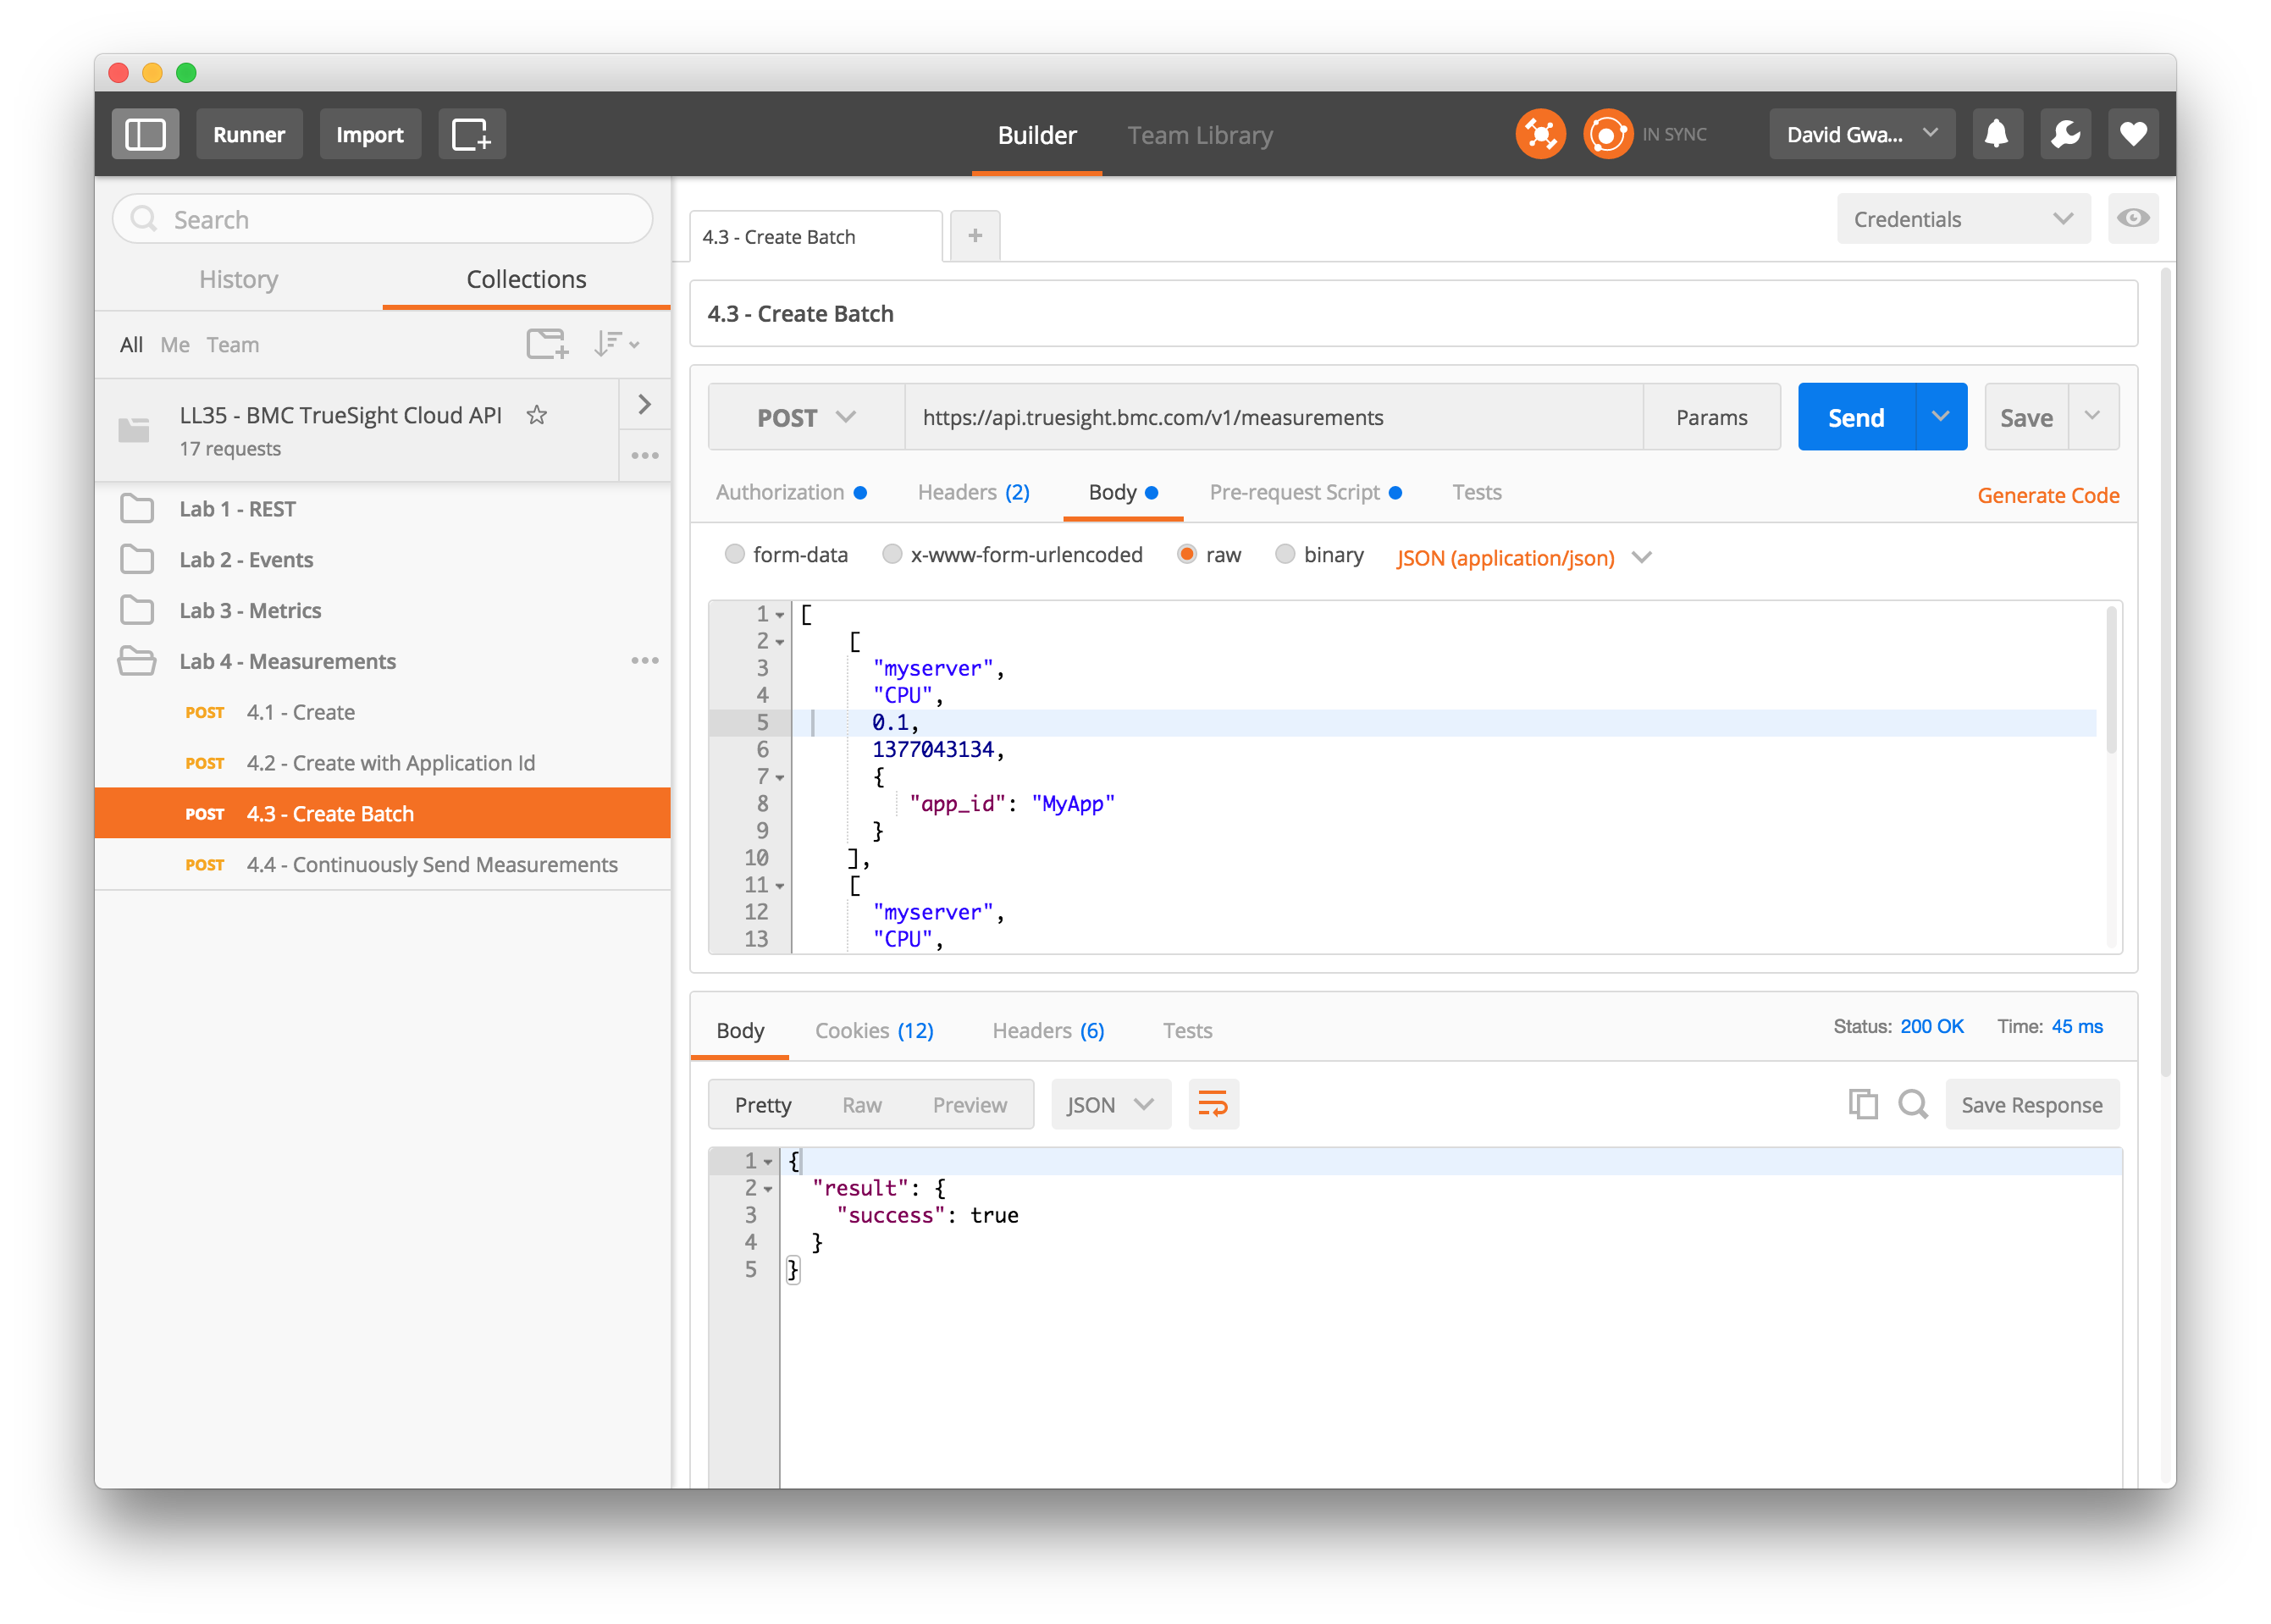 Runner
Import
Builder
Team Library
IN SYNC
David Gwa...
Search
History
Collections
All Me Team
LL35 - BMC TrueSight Cloud API
17 requests
Lab 1 - REST
Lab 2 - Events
Lab 3 - Metrics
Lab 4 - Measurements
POST 4.1 - Create
POST 4.2 - Create with Application Id
POST 4.3 - Create Batch
POST 4.4 - Continuously Send Measurements
4.3 - Create Batch
+
Credentials
4.3 - Create Batch
POST
https://api.truesight.bmc.com/v1/measurements
Params
Send
Save
Authorization
Headers (2)
Body
Pre-request Script
Tests
Generate Code
form-data
x-www-form-urlencoded
raw
binary
JSON (application/json)
1 [
2 [
3 "myserver",
4 "CPU",
5 0.1,
6 1377043134,
7 {
8 "app_id": "MyApp"
9 }
10 ],
11 [
12 "myserver",
13 "CPU",
Body
Cookies (12)
Headers (6)
Tests
Status: 200 OK
Time: 45 ms
Pretty
Raw
Preview
JSON
Save Response
1 {
2 "result": {
3 "success": true
4 }
5 }